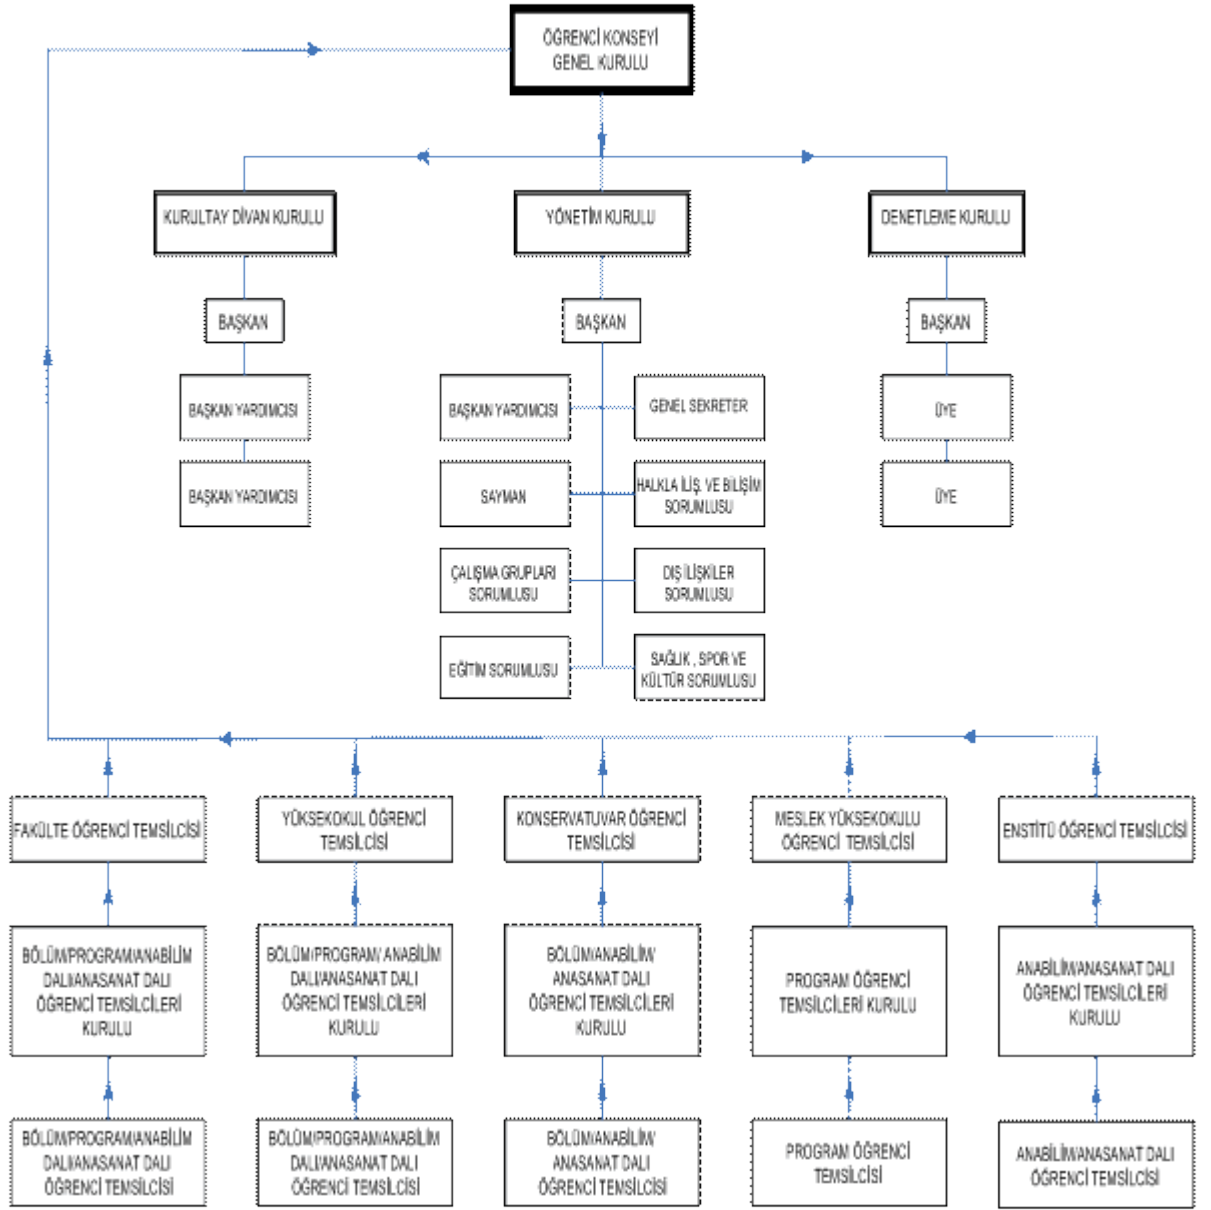 ÖĞRENCİ KONSEYİ
GENEL KURULU
KURULTAY DİVAN KURULU
YÖNETİM KURULU
DENETLEME KURULU
BAŞKAN
BAŞKAN
BAŞKAN
BAŞKAN YARDIMCISI
BAŞKAN YARDIMCISI
GENEL SEKRETER
ÜYE
BAŞKAN YARDIMCISI
SAYMAN
HALKLA İLİŞ. VE BİLİŞİM
SORUMLUSU
ÜYE
ÇALIŞMA GRUPLARI
SORUMLUSU
DIŞ İLİŞKİLER
SORUMLUSU
EĞİTİM SORUMLUSU
SAĞLIK , SPOR VE
KÜLTÜR SORUMLUSU
FAKÜLTE ÖĞRENCİ TEMSİLCİSİ
YÜKSEKOKUL ÖĞRENCİ
TEMSİLCİSİ
KONSERVATUVAR ÖĞRENCİ
TEMSİLCİSİ
MESLEK YÜKSEKOKULU
ÖĞRENCİ TEMSİLCİSİ
ENSTİTÜ ÖĞRENCİ TEMSİLCİSİ
BÖLÜM/PROGRAM/ANABİLİM
DALI/ANASANAT DALI
ÖĞRENCİ TEMSİLCİLERİ
KURULU
BÖLÜM/PROGRAM/ ANABİLİM
DALI/ANASANAT DALI
ÖĞRENCİ TEMSİLCİLERİ
KURULU
BÖLÜM/ANABİLİM/
ANASANAT DALI
ÖĞRENCİ TEMSİLCİLERİ
KURULU
PROGRAM ÖĞRENCİ
TEMSİLCİLERİ KURULU
ANABİLİM/ANASANAT DALI
ÖĞRENCİ TEMSİLCİLERİ
KURULU
BÖLÜM/PROGRAM/ANABİLİM
DALI/ANASANAT DALI
ÖĞRENCİ TEMSİLCİSİ
BÖLÜM/PROGRAM/ANABİLİM
DALI/ANASANAT DALI
ÖĞRENCİ TEMSİLCİSİ
BÖLÜM/ANABİLİM/
ANASANAT DALI
ÖĞRENCİ TEMSİLCİSİ
PROGRAM ÖĞRENCİ
TEMSİLCİSİ
ANABİLİM/ANASANAT DALI
ÖĞRENCİ TEMSİLCİSİ